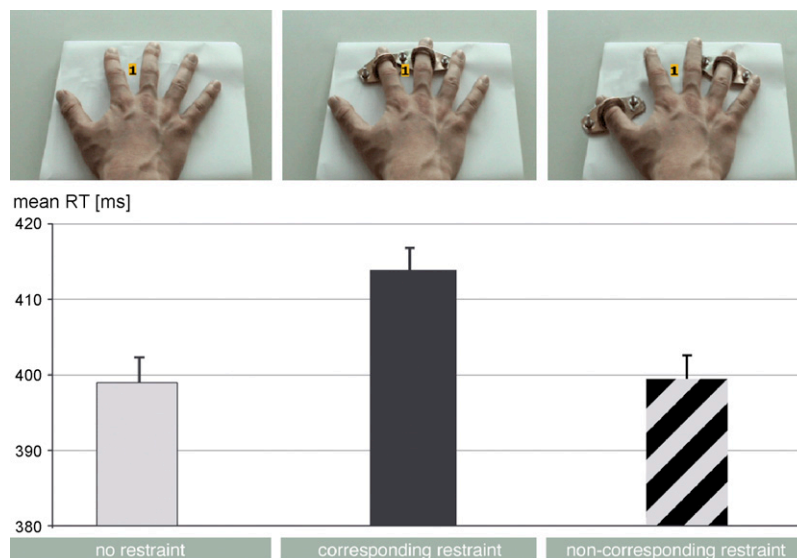 1
1
1
mean RT [ms]
420
410
400
390
380
no restraint
corresponding restraint
non-corresponding restraint